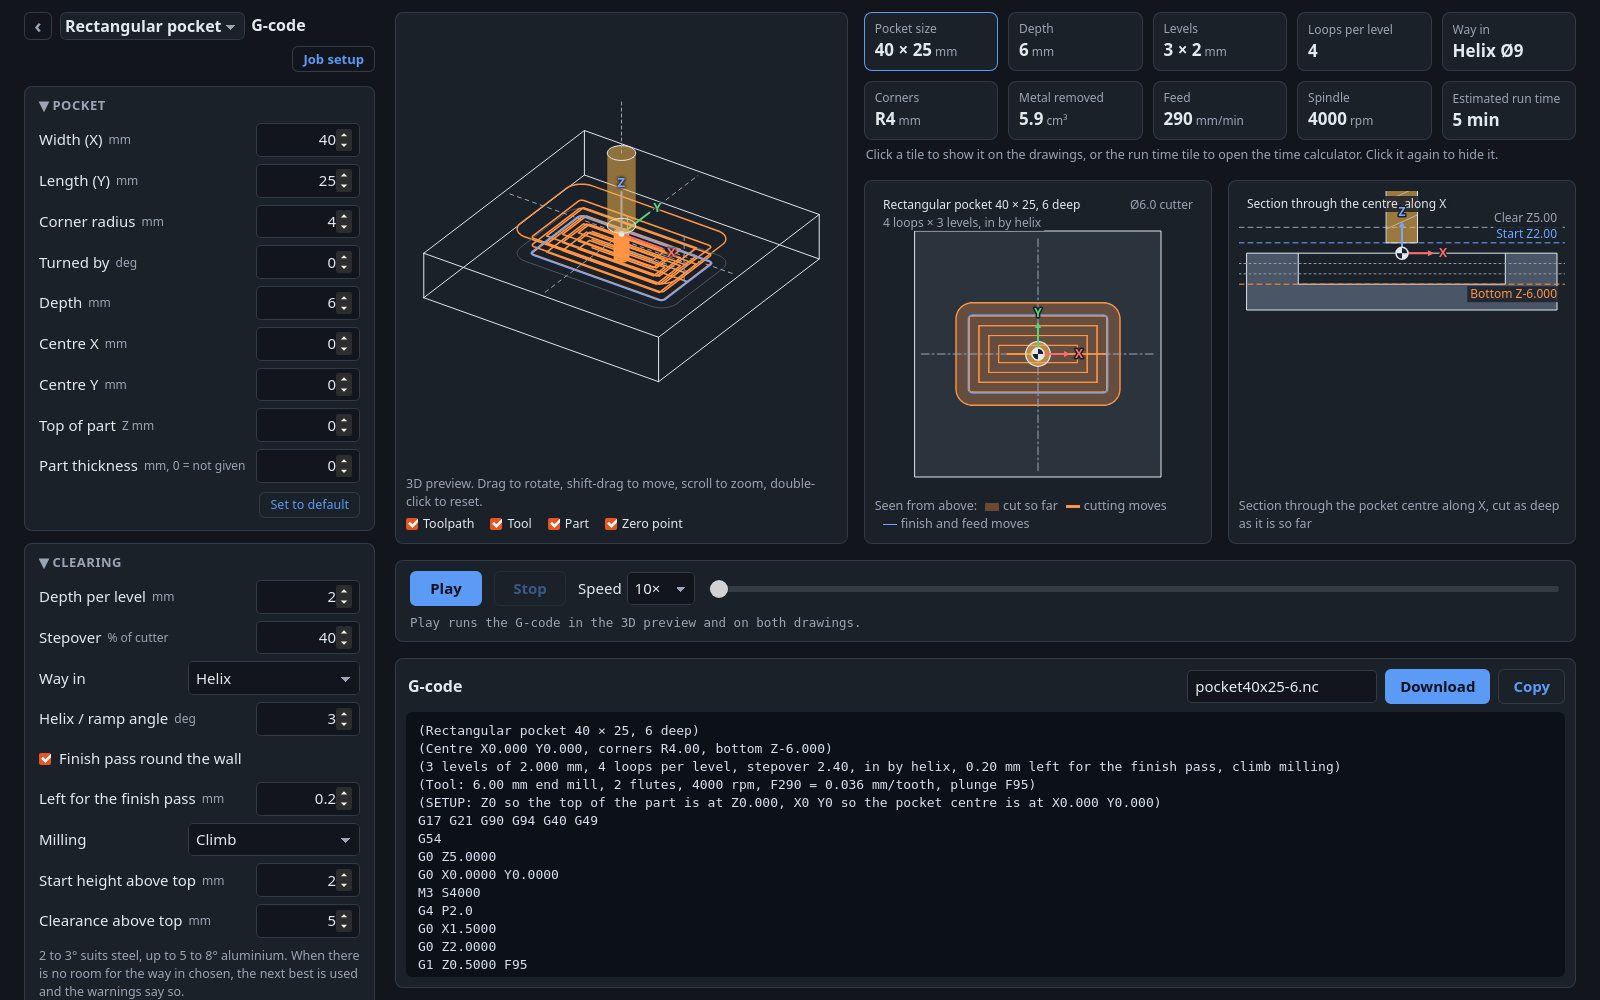 ‹ Rectangular pocket G-code
Job setup
▼ POCKET
Width (X) mm 40
Length (Y) mm 25
Corner radius mm 4
Turned by deg 0
Depth mm 6
Centre X mm 0
Centre Y mm 0
Top of part Z mm 0
Part thickness mm, 0 = not given 0
Set to default
▼ CLEARING
Depth per level mm 2
Stepover % of cutter 40
Way in Helix
Helix / ramp angle deg 3
Finish pass round the wall
Left for the finish pass mm 0.2
Milling Climb
Start height above top mm 2
Clearance above top mm 5
2 to 3° suits steel, up to 5 to 8° aluminium. When there
is no room for the way in chosen, the next best is used
and the warnings say so.
Z
Y
X
3D preview. Drag to rotate, shift-drag to move, scroll to zoom, double-
click to reset.
Toolpath Tool Part Zero point
Pocket size
40 × 25 mm
Depth
6 mm
Levels
3 × 2 mm
Loops per level
4
Way in
Helix Ø9
Corners
R4 mm
Metal removed
5.9 cm³
Feed
290 mm/min
Spindle
4000 rpm
Estimated run time
5 min
Click a tile to show it on the drawings, or the run time tile to open the time calculator. Click it again to hide it.
Rectangular pocket 40 × 25, 6 deep Ø6.0 cutter
4 loops × 3 levels, in by helix
Y
X
Seen from above: cut so far cutting moves
finish and feed moves
Section through the centre, along X
Z
Clear Z5.00
Start Z2.00
X
Bottom Z-6.000
Section through the pocket centre along X, cut as deep
as it is so far
Play Stop Speed 10×
Play runs the G-code in the 3D preview and on both drawings.
G-code pocket40x25-6.nc Download Copy
(Rectangular pocket 40 × 25, 6 deep)
(Centre X0.000 Y0.000, corners R4.00, bottom Z-6.000)
(3 levels of 2.000 mm, 4 loops per level, stepover 2.40, in by helix, 0.20 mm left for the finish pass, climb milling)
(Tool: 6.00 mm end mill, 2 flutes, 4000 rpm, F290 = 0.036 mm/tooth, plunge F95)
(SETUP: Z0 so the top of the part is at Z0.000, X0 Y0 so the pocket centre is at X0.000 Y0.000)
G17 G21 G90 G94 G40 G49
G54
G0 Z5.0000
G0 X0.0000 Y0.0000
M3 S4000
G4 P2.0
G0 X1.5000
G0 Z2.0000
G1 Z0.5000 F95